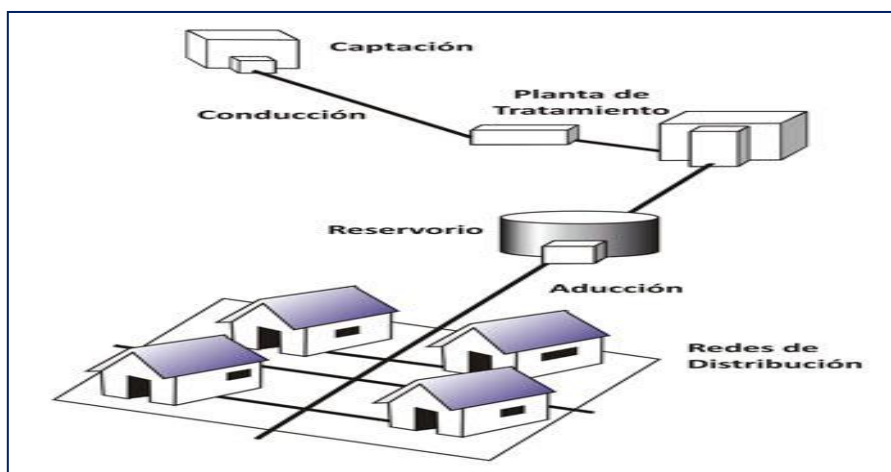 Captación
Planta de
Tratamiento
Conducción
Reservorio
Aducción
Redes de
Distribución